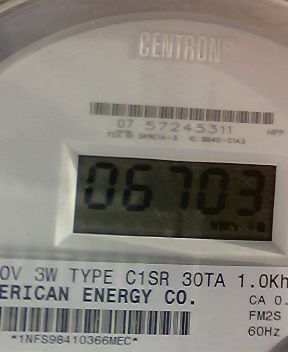 CENTRON®
07 57245311
06703
0V 3W TYPE C1SR 30TA 1.0Kh
ERICAN ENERGY CO.
CA 0.
FM2S
60Hz
*1NFS98410366MEC*